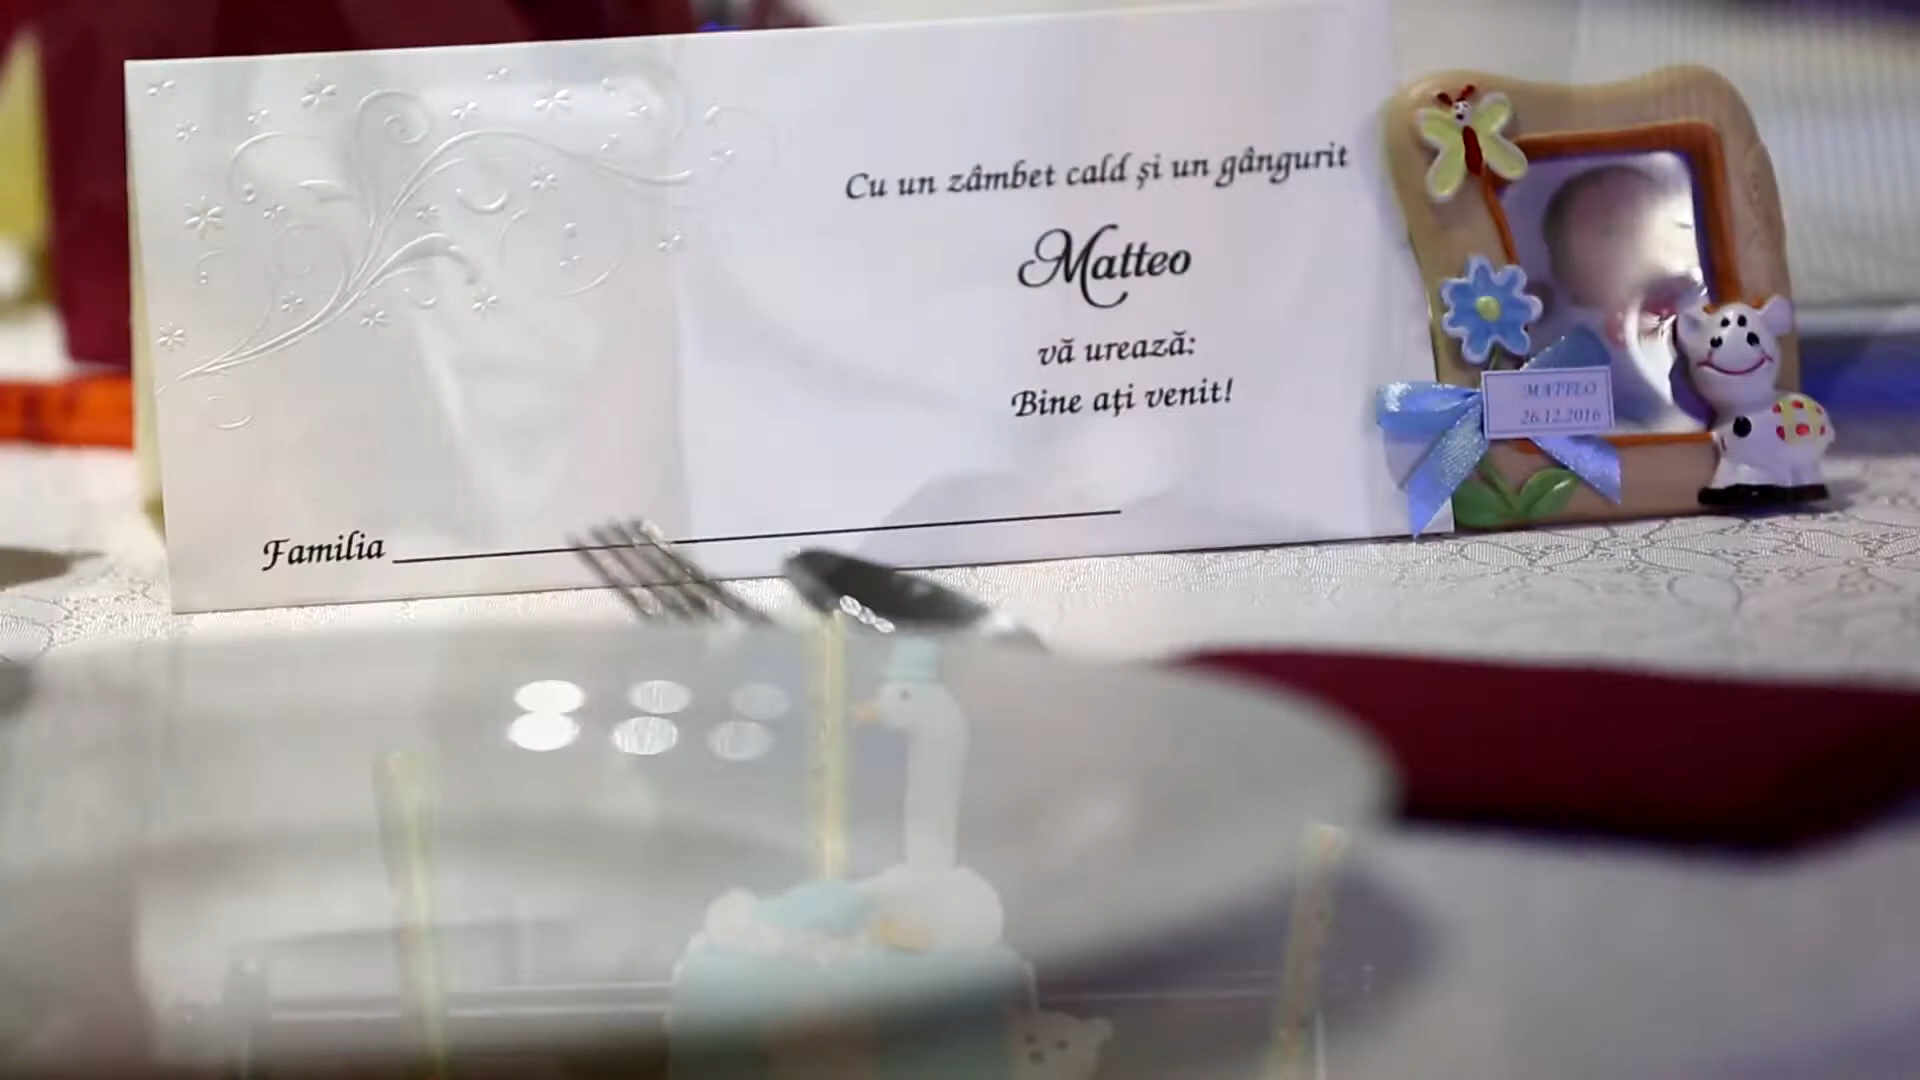 Cu un zâmbet cald și un gângurit
Matteo
vă urează:
Bine ați venit!
Familia
MATTEO
26.12.2016